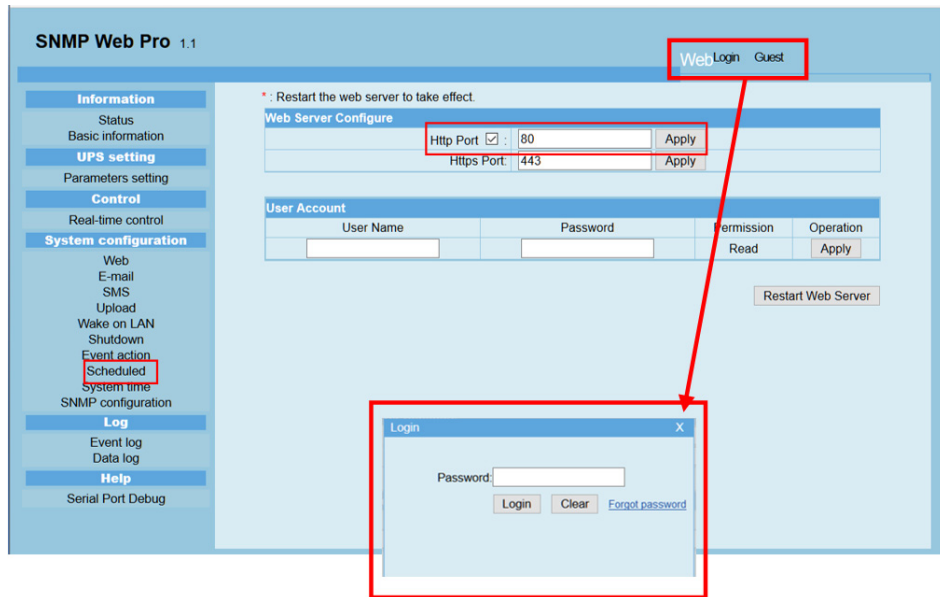 SNMP Web Pro 1.1
Web Login Guest
Information
Status
Basic information
UPS setting
Parameters setting
Control
Real-time control
System configuration
Web
E-mail
SMS
Upload
Wake on LAN
Shutdown
Event action
Scheduled
System time
SNMP configuration
Log
Event log
Data log
Help
Serial Port Debug
* : Restart the web server to take effect.
Web Server Configure
Http Port : 80 Apply
Https Port: 443 Apply
User Account
User Name Password Permission Operation
Read Apply
Restart Web Server
Login X
Password:
Login Clear Forgot password